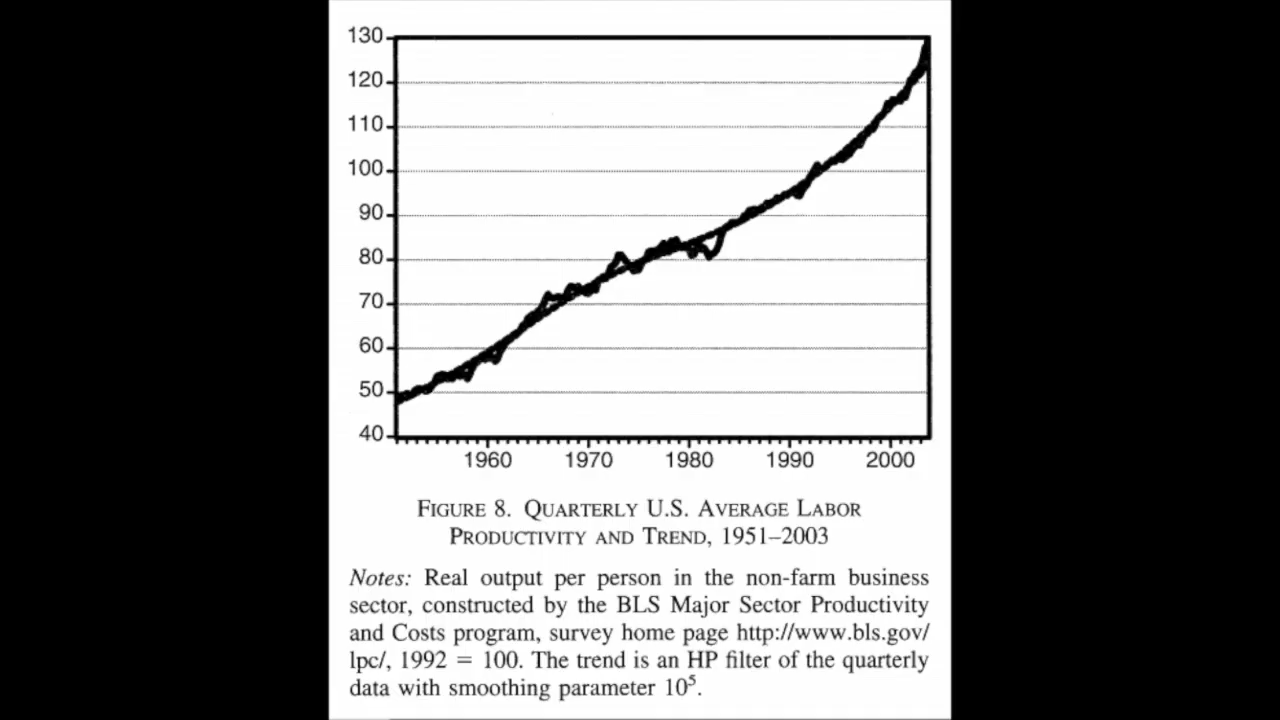 130
120
110
100
90
80
70
60
50
40
1960 1970 1980 1990 2000
FIGURE 8. QUARTERLY U.S. AVERAGE LABOR
PRODUCTIVITY AND TREND, 1951–2003
Notes: Real output per person in the non-farm business
sector, constructed by the BLS Major Sector Productivity
and Costs program, survey home page http://www.bls.gov/
lpc/, 1992 = 100. The trend is an HP filter of the quarterly
data with smoothing parameter 10⁵.